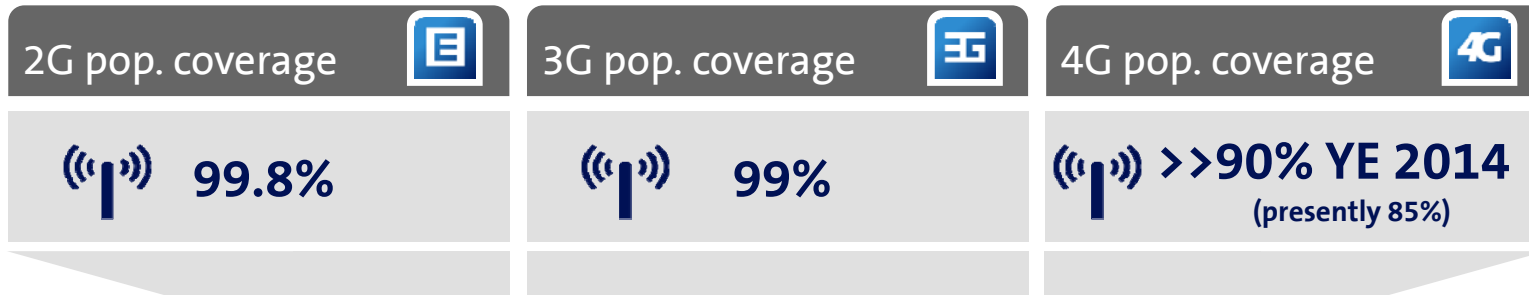 2G pop. coverage
E
3G pop. coverage
3G
4G pop. coverage
4G
99.8%
99%
>>90% YE 2014
(presently 85%)